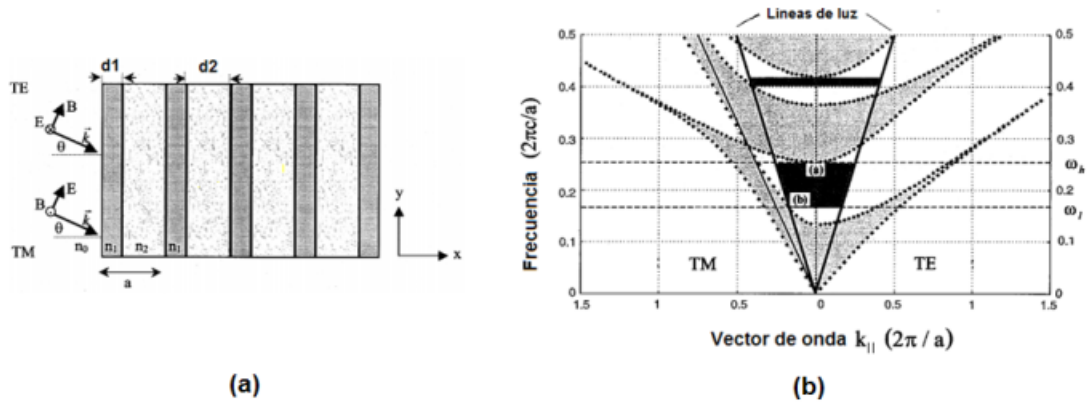 d1
d2
TE
B
E
k i
θ
E
B
k i
θ
TM
n0 n1 n2 n1
a
y
x
(a)
Lineas de luz
Frecuencia (2πc/a)
0.5
0.4
0.3
0.2
0.1
0
0.5
0.4
0.3
0.2
0.1
0
ωh
ωl
(a)
(b)
TM
TE
1.5 1 0.5 0 0.5 1 1.5
Vector de onda k|| (2π / a)
(b)